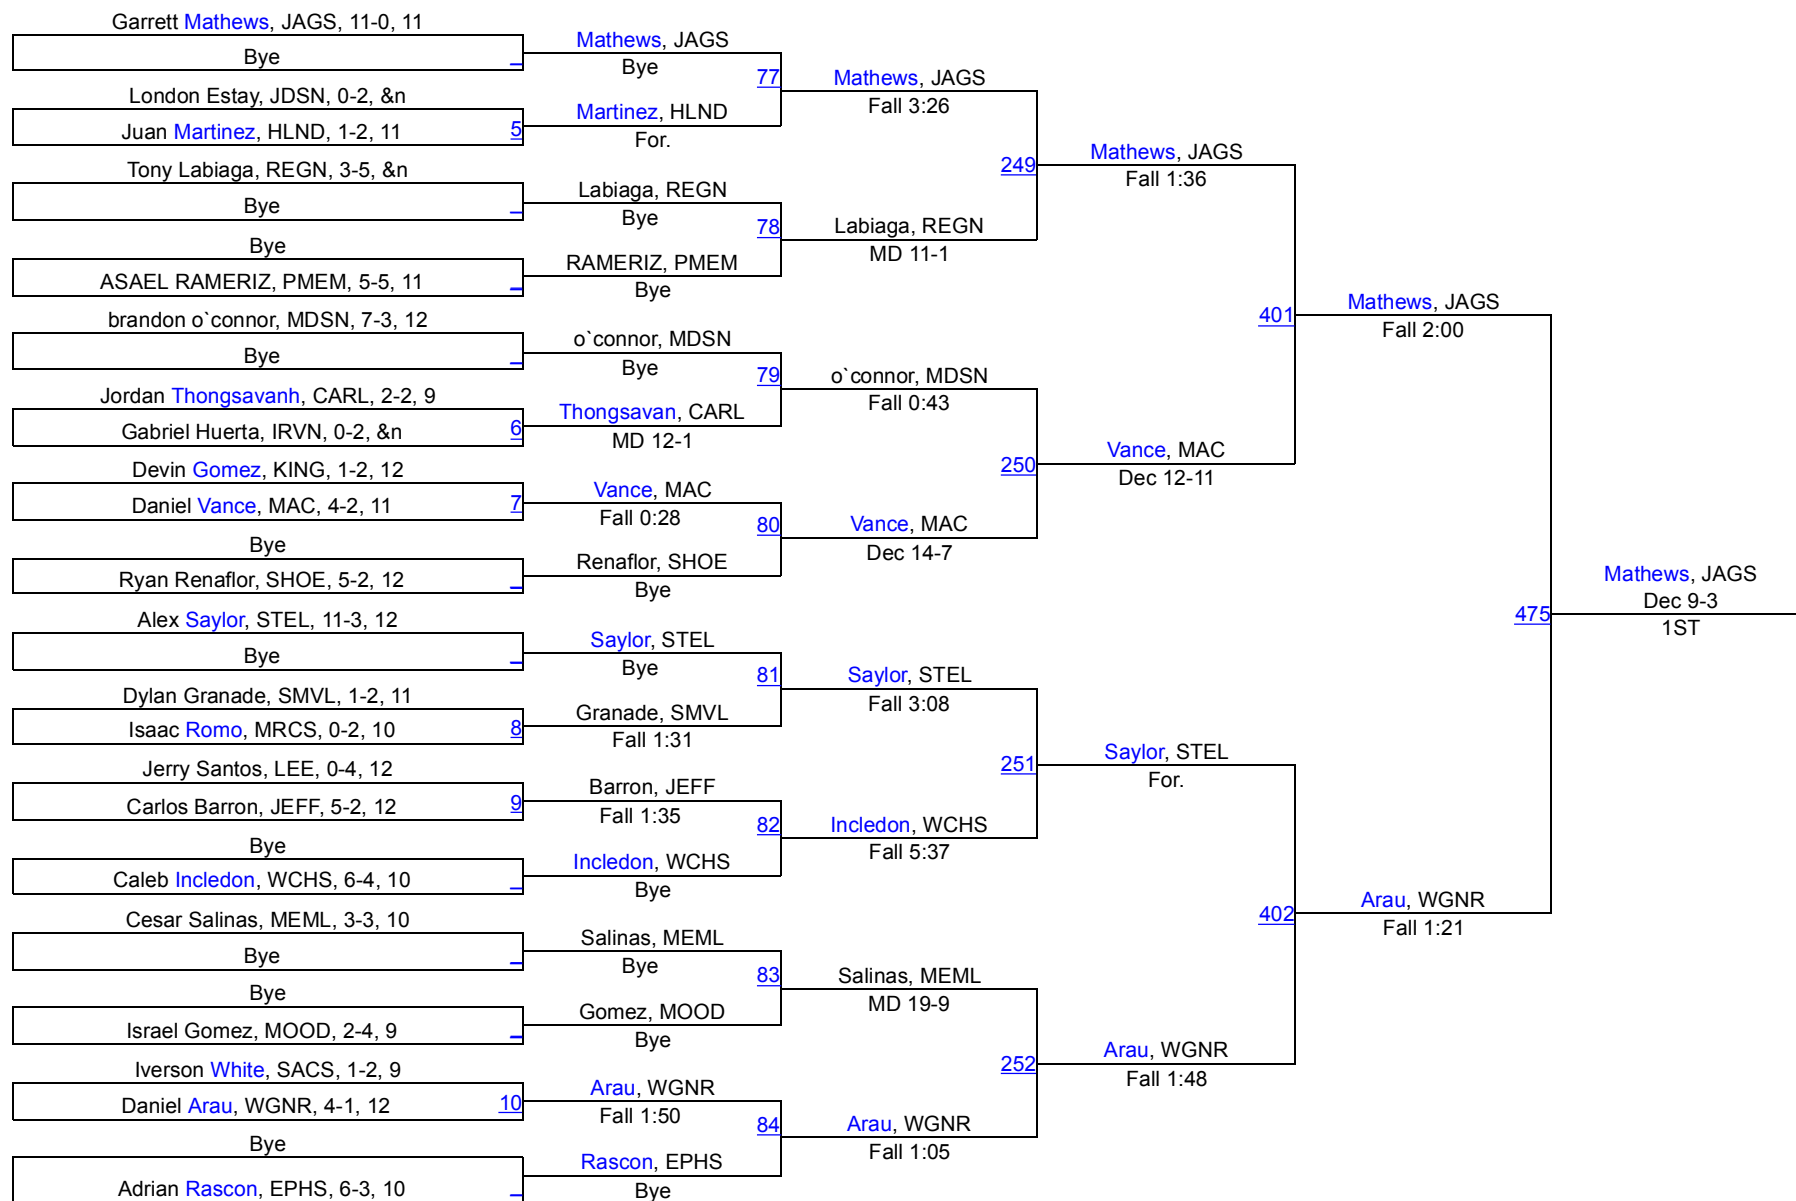 Garrett Mathews, JAGS, 11-0, 11
Bye
London Estay, JDSN, 0-2, &n
Juan Martinez, HLND, 1-2, 11
5
Tony Labiaga, REGN, 3-5, &n
Bye
Bye
ASAEL RAMERIZ, PMEM, 5-5, 11
brandon o`connor, MDSN, 7-3, 12
Bye
Jordan Thongsavanh, CARL, 2-2, 9
Gabriel Huerta, IRVN, 0-2, &n
6
Devin Gomez, KING, 1-2, 12
Daniel Vance, MAC, 4-2, 11
7
Bye
Ryan Renaflor, SHOE, 5-2, 12
Alex Saylor, STEL, 11-3, 12
Bye
Dylan Granade, SMVL, 1-2, 11
Isaac Romo, MRCS, 0-2, 10
8
Jerry Santos, LEE, 0-4, 12
Carlos Barron, JEFF, 5-2, 12
9
Bye
Caleb Incledon, WCHS, 6-4, 10
Cesar Salinas, MEML, 3-3, 10
Bye
Bye
Israel Gomez, MOOD, 2-4, 9
Iverson White, SACS, 1-2, 9
Daniel Arau, WGNR, 4-1, 12
10
Bye
Adrian Rascon, EPHS, 6-3, 10
Mathews, JAGS
Bye
77
Martinez, HLND
For.
Labiaga, REGN
Bye
78
RAMERIZ, PMEM
Bye
o`connor, MDSN
Bye
79
Thongsavan, CARL
MD 12-1
Vance, MAC
Fall 0:28
80
Renaflor, SHOE
Bye
Saylor, STEL
Bye
81
Granade, SMVL
Fall 1:31
Barron, JEFF
Fall 1:35
82
Incledon, WCHS
Bye
Salinas, MEML
Bye
83
Gomez, MOOD
Bye
Arau, WGNR
Fall 1:50
84
Rascon, EPHS
Bye
Mathews, JAGS
Fall 3:26
249
Labiaga, REGN
MD 11-1
o`connor, MDSN
Fall 0:43
250
Vance, MAC
Dec 14-7
Saylor, STEL
Fall 3:08
251
Incledon, WCHS
Fall 5:37
Salinas, MEML
MD 19-9
252
Arau, WGNR
Fall 1:05
Mathews, JAGS
Fall 1:36
401
Vance, MAC
Dec 12-11
Saylor, STEL
For.
402
Arau, WGNR
Fall 1:48
Mathews, JAGS
Fall 2:00
475
Arau, WGNR
Fall 1:21
Mathews, JAGS
Dec 9-3
1ST